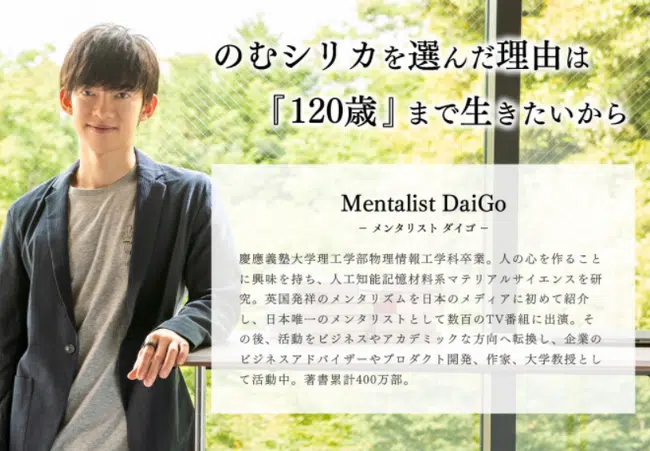 のむシリカを選んだ理由は
『120歳』まで生きたいから
Mentalist DaiGo
– メンタリスト ダイゴ –
慶應義塾大学理工学部物理情報工学科卒業。人の心を作ること
に興味を持ち、人工知能記憶材料系マテリアルサイエンスを研
究。英国発祥のメンタリズムを日本のメディアに初めて紹介
し、日本唯一のメンタリストとして数百のTV番組に出演。そ
の後、活動をビジネスやアカデミックな方向へ転換し、企業の
ビジネスアドバイザーやプロダクト開発、作家、大学教授とし
て活動中。著書累計400万部。